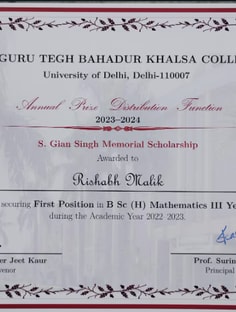 GURU TEGH BAHADUR KHALSA COLLE
University of Delhi, Delhi-110007
Annual Prize Distribution Function
2023–2024
S. Gian Singh Memorial Scholarship
Awarded to
Rishabh Malik
securing First Position in B Sc (H) Mathematics III Ye
during the Academic Year 2022–2023.
er Jeet Kaur
Prof. Surin
venor
Principal